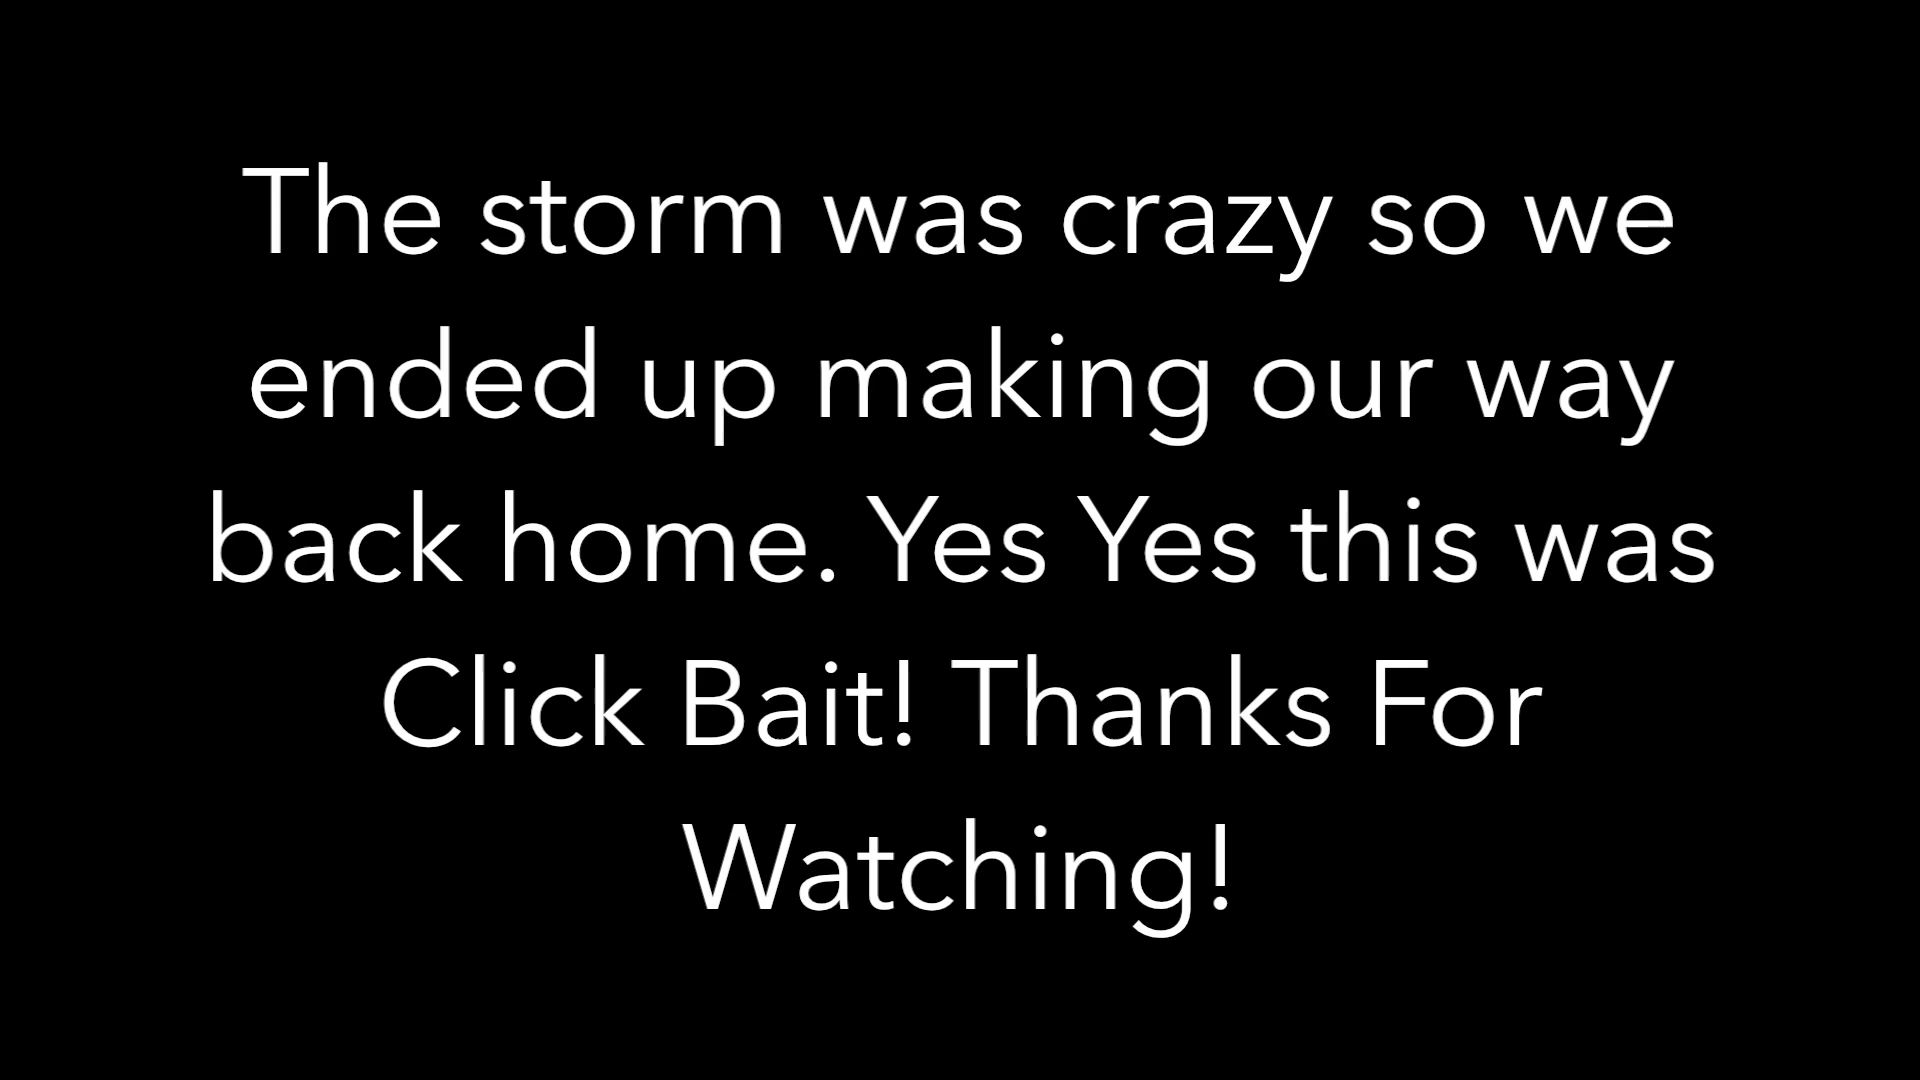 The storm was crazy so we
ended up making our way
back home. Yes Yes this was
Click Bait! Thanks For
Watching!